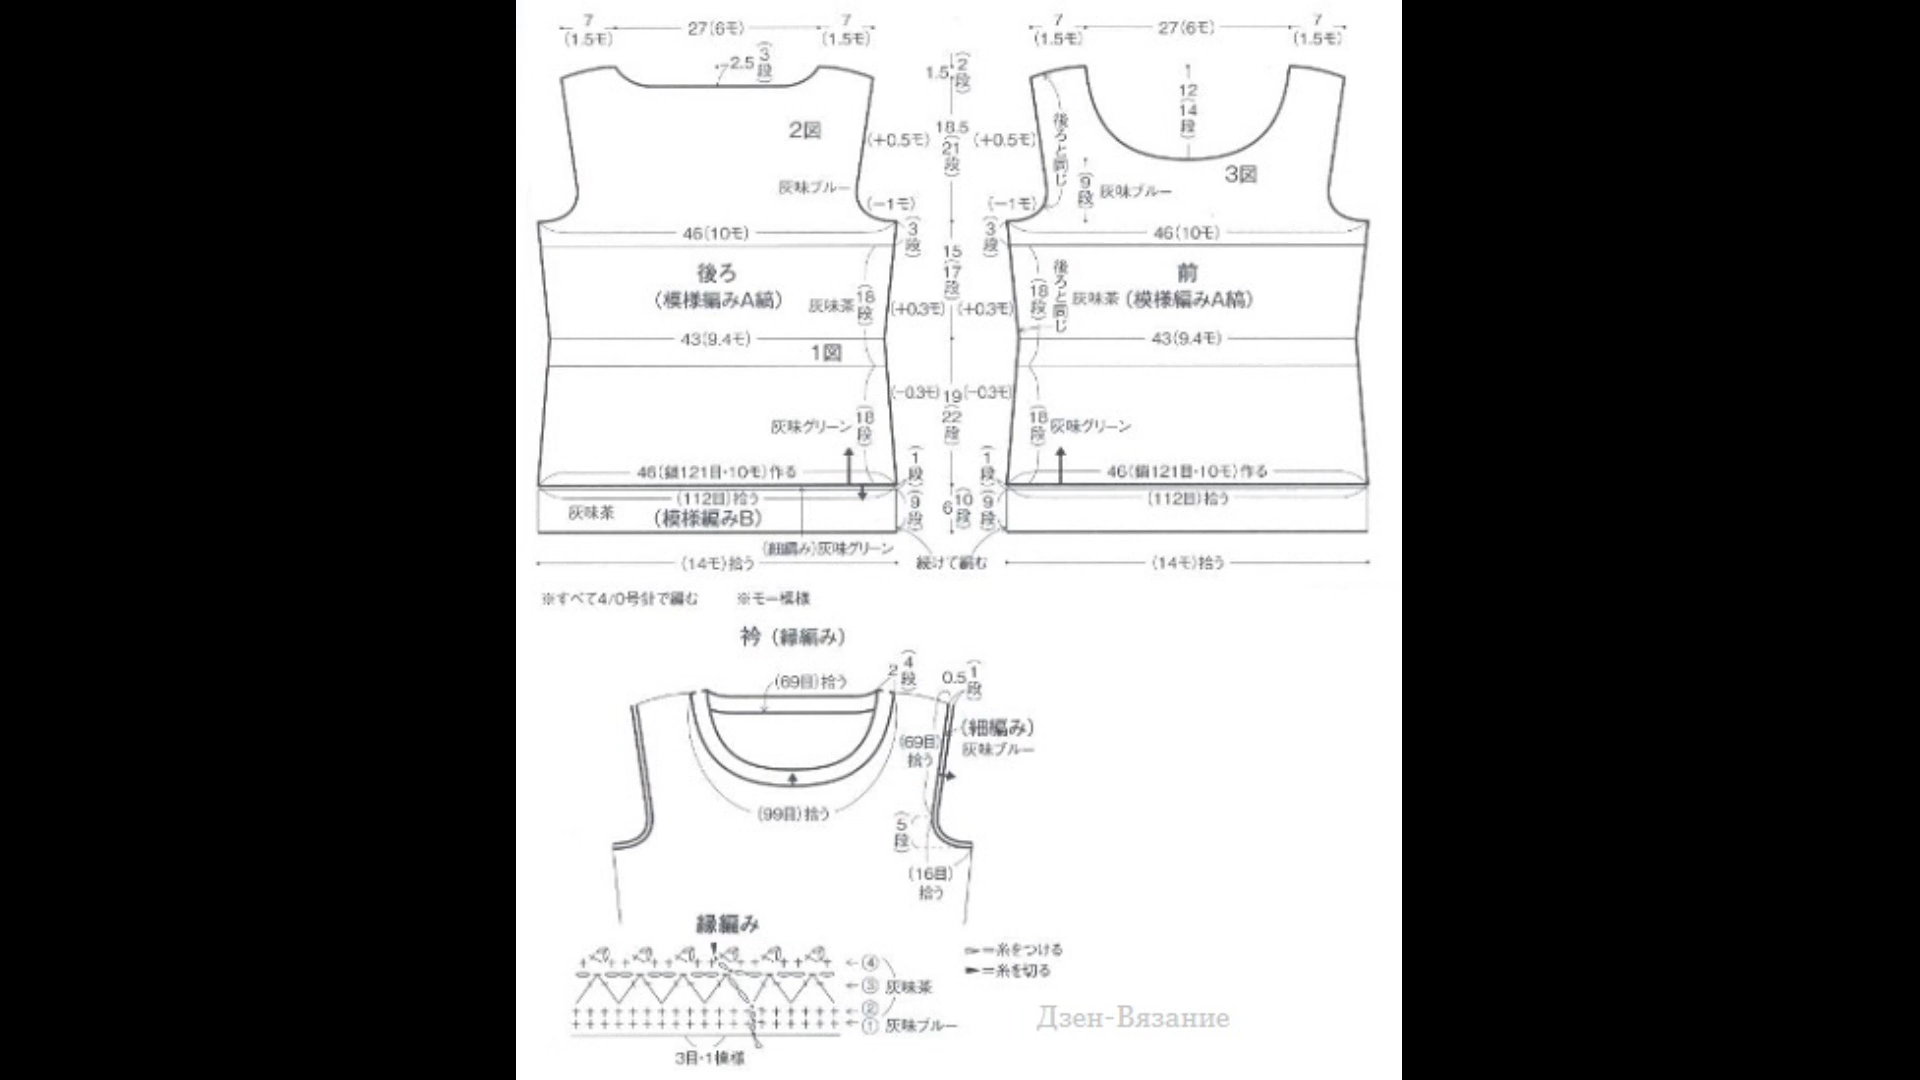 7
(1.5モ)
27(6モ)
7
(1.5モ)
2.5
(3段)
2図
(+0.5モ)
灰味ブルー
(−1モ)
(3段)
46(10モ)
後ろ
(模様編みA縞)
灰味茶
(18段)
(+0.3モ)
43(9.4モ)
1図
(−0.3モ)
灰味グリーン
(18段)
46(鎖121目・10モ)作る
(1段)
(112目)拾う
(9段)
灰味茶
(模様編みB)
(細編み)灰味グリーン
(14モ)拾う
1.5
(2段)
18.5
(21段)
15
(17段)
19
(22段)
6
(10段)
続けて編む
7
(1.5モ)
27(6モ)
7
(1.5モ)
1
12
(14段)
(+0.5モ)
後ろと同じ
3図
(9段)
灰味ブルー
(−1モ)
(3段)
46(10モ)
前
後ろと同じ
(18段)
灰味茶
(模様編みA縞)
(+0.3モ)
43(9.4モ)
(−0.3モ)
(18段)
灰味グリーン
46(鎖121目・10モ)作る
(1段)
(112目)拾う
(9段)
(14モ)拾う
※すべて4/0号針で編む
※モ=模様
衿(縁編み)
(69目)拾う
2
(4段)
0.5
(1段)
(細編み)
灰味ブルー
(69目)
拾う
(99目)拾う
(5段)
(16目)
拾う
縁編み
=糸をつける
=糸を切る
←④
←③
灰味茶
←②
←①
灰味ブルー
3目・1模様
Дзен-Вязание